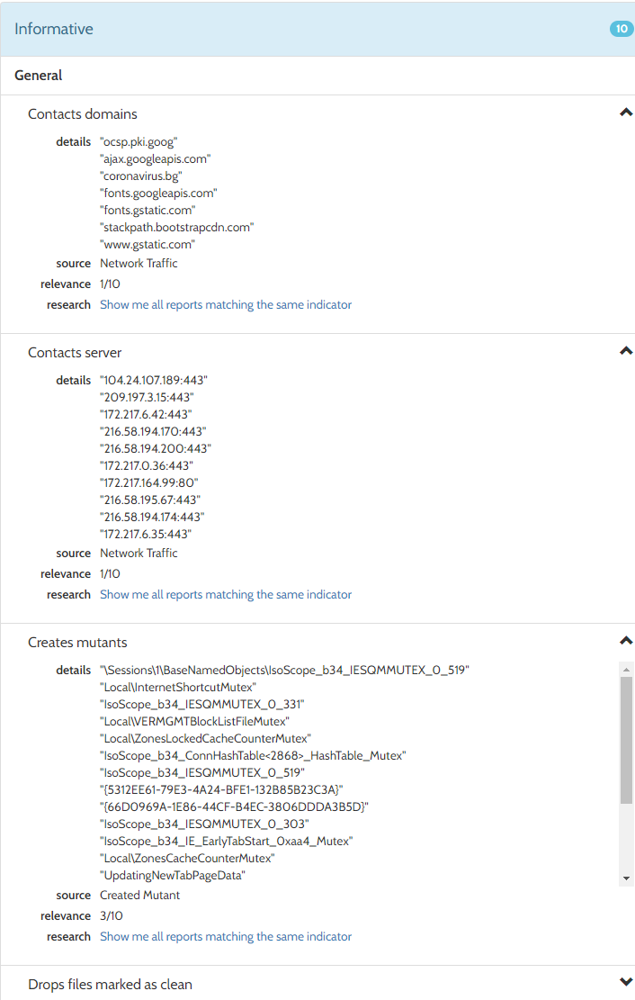 Informative 10
General
Contacts domains
details "ocsp.pki.goog"
"ajax.googleapis.com"
"coronavirus.bg"
"fonts.googleapis.com"
"fonts.gstatic.com"
"stackpath.bootstrapcdn.com"
"www.gstatic.com"
source Network Traffic
relevance 1/10
research Show me all reports matching the same indicator
Contacts server
details "104.24.107.189:443"
"209.197.3.15:443"
"172.217.6.42:443"
"216.58.194.170:443"
"216.58.194.200:443"
"172.217.0.36:443"
"172.217.164.99:80"
"216.58.195.67:443"
"216.58.194.174:443"
"172.217.6.35:443"
source Network Traffic
relevance 1/10
research Show me all reports matching the same indicator
Creates mutants
details "\Sessions\1\BaseNamedObjects\IsoScope_b34_IESQMMUTEX_0_519"
"Local\InternetShortcutMutex"
"IsoScope_b34_IESQMMUTEX_0_331"
"Local\VERMGMTBlockListFileMutex"
"Local\ZonesLockedCacheCounterMutex"
"IsoScope_b34_ConnHashTable<2868>_HashTable_Mutex"
"IsoScope_b34_IESQMMUTEX_0_519"
"{5312EE61-79E3-4A24-BFE1-132B85B23C3A}"
"{66D0969A-1E86-44CF-B4EC-3806DDDA3B5D}"
"IsoScope_b34_IESQMMUTEX_0_303"
"IsoScope_b34_IE_EarlyTabStart_0xaa4_Mutex"
"Local\ZonesCacheCounterMutex"
"UpdatingNewTabPageData"
source Created Mutant
relevance 3/10
research Show me all reports matching the same indicator
Drops files marked as clean